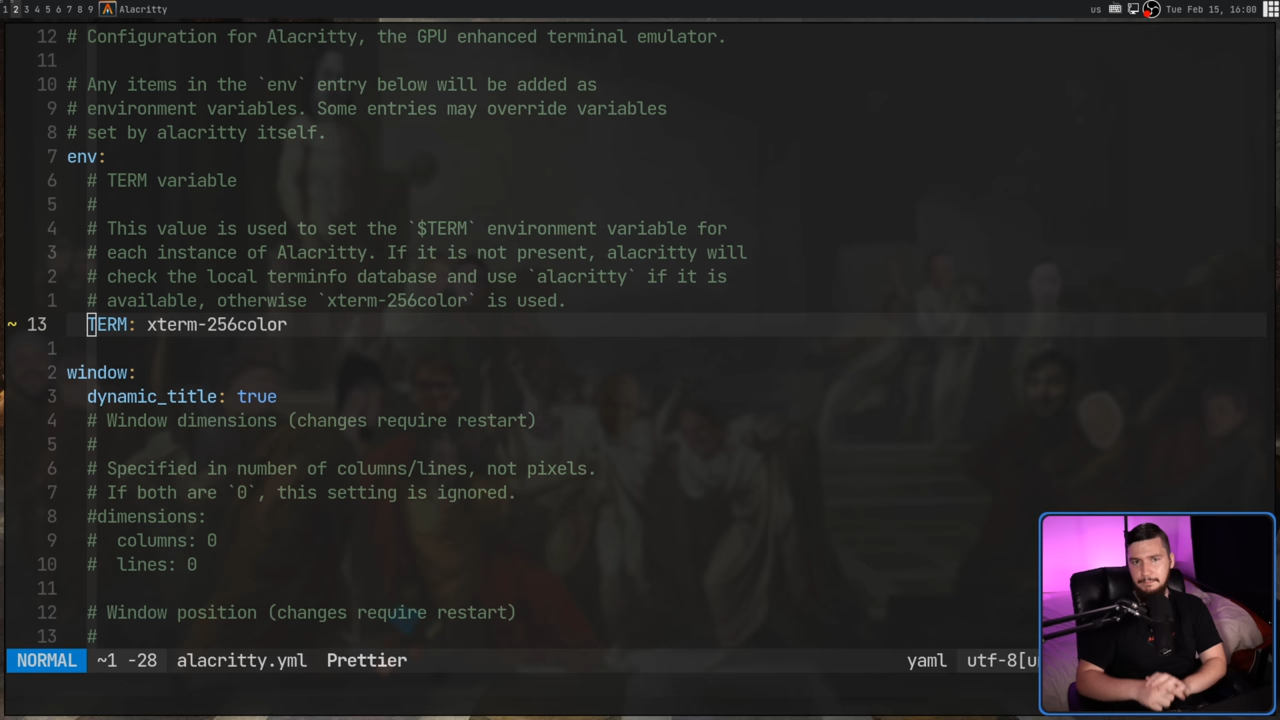 1 2 3 4 5 6 7 8 9 Alacritty us Tue Feb 15, 16:00
12 # Configuration for Alacritty, the GPU enhanced terminal emulator.
11
10 # Any items in the `env` entry below will be added as
9 # environment variables. Some entries may override variables
8 # set by alacritty itself.
7 env:
6 # TERM variable
5 #
4 # This value is used to set the `$TERM` environment variable for
3 # each instance of Alacritty. If it is not present, alacritty will
2 # check the local terminfo database and use `alacritty` if it is
1 # available, otherwise `xterm-256color` is used.
~ 13 TERM: xterm-256color
1
2 window:
3 dynamic_title: true
4 # Window dimensions (changes require restart)
5 #
6 # Specified in number of columns/lines, not pixels.
7 # If both are `0`, this setting is ignored.
8 #dimensions:
9 #  columns: 0
10 #  lines: 0
11
12 # Window position (changes require restart)
13 #
NORMAL ~1 -28 alacritty.yml Prettier yaml utf-8[u